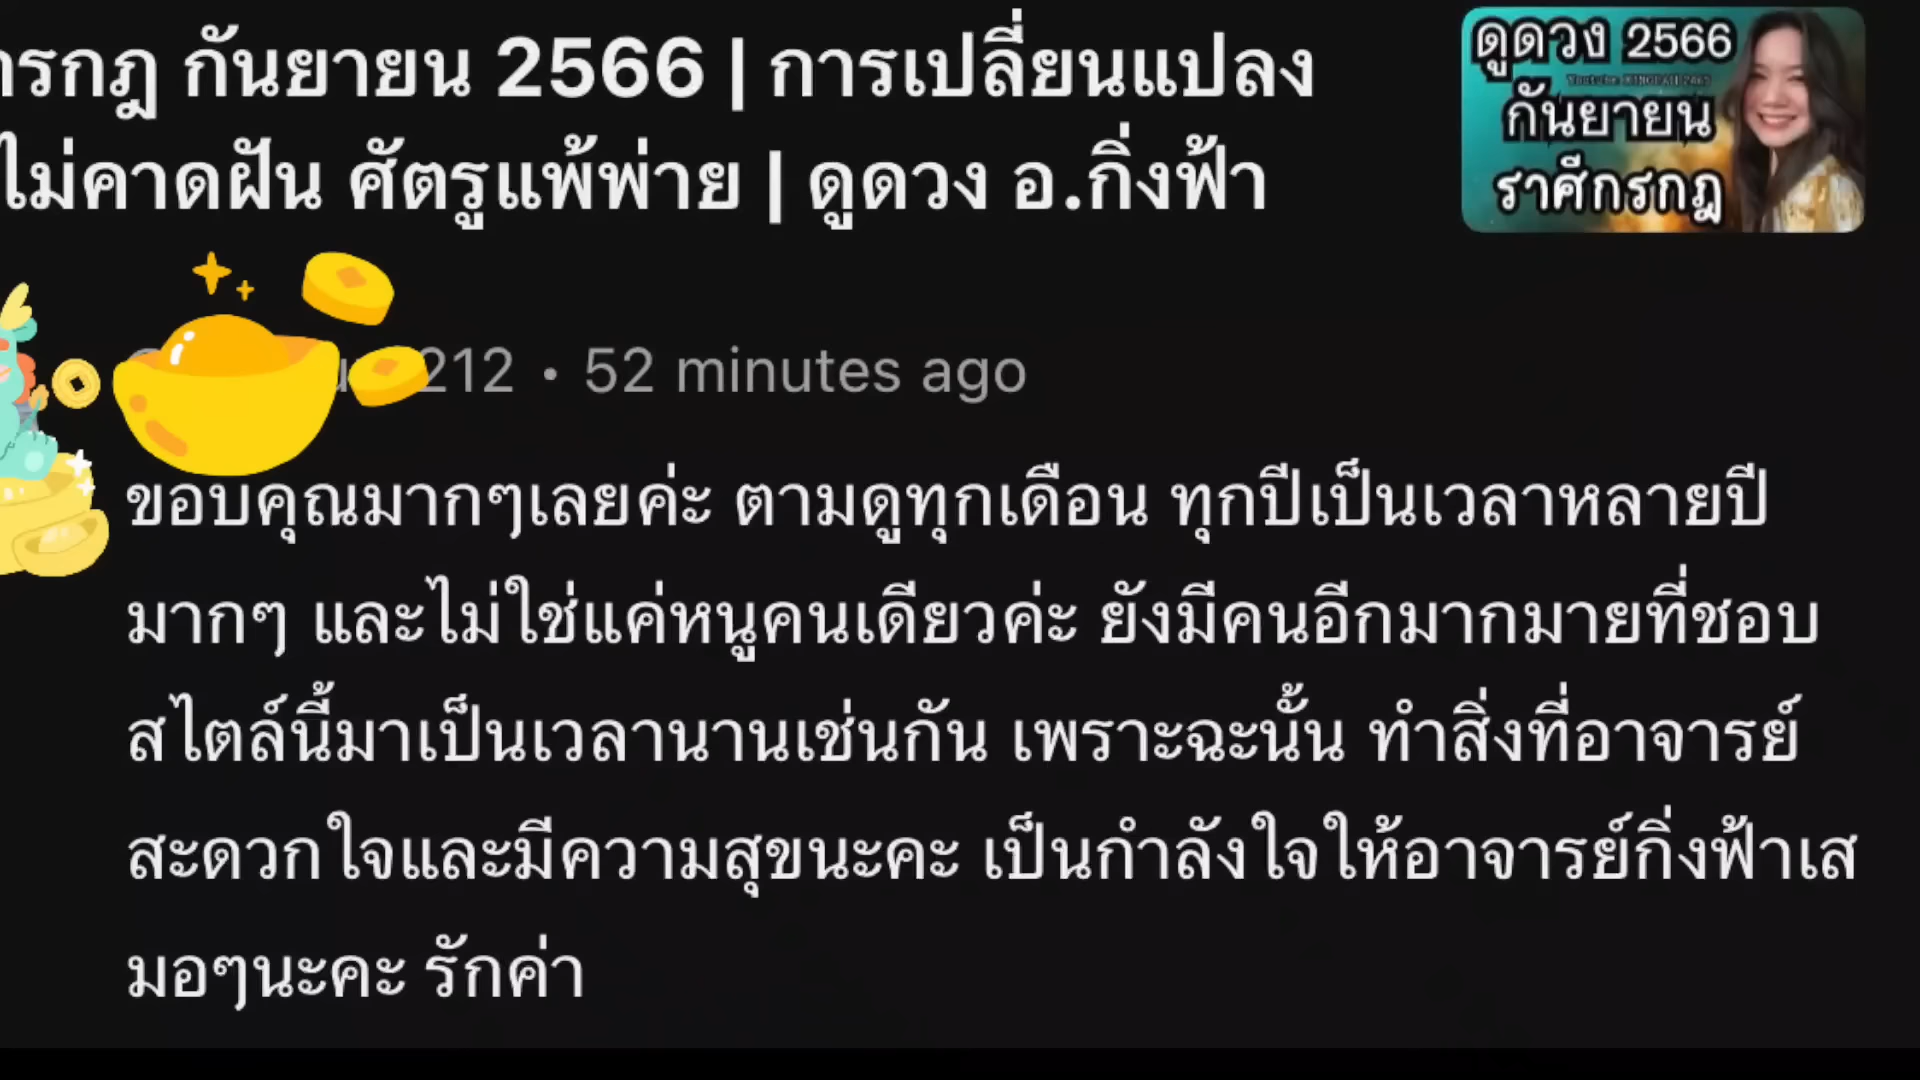 กรกฎ กันยายน 2566 | การเปลี่ยนแปลง
ไม่คาดฝัน ศัตรูแพ้พ่าย | ดูดวง อ.กิ่งฟ้า
ดูดวง 2566
กันยายน
ราศีกรกฎ
212 • 52 minutes ago
ขอบคุณมากๆเลยค่ะ ตามดูทุกเดือน ทุกปีเป็นเวลาหลายปี
มากๆ และไม่ใช่แค่หนูคนเดียวค่ะ ยังมีคนอีกมากมายที่ชอบ
สไตล์นี้มาเป็นเวลานานเช่นกัน เพราะฉะนั้น ทำสิ่งที่อาจารย์
สะดวกใจและมีความสุขนะคะ เป็นกำลังใจให้อาจารย์กิ่งฟ้าเส
มอๆนะคะ รักค่า